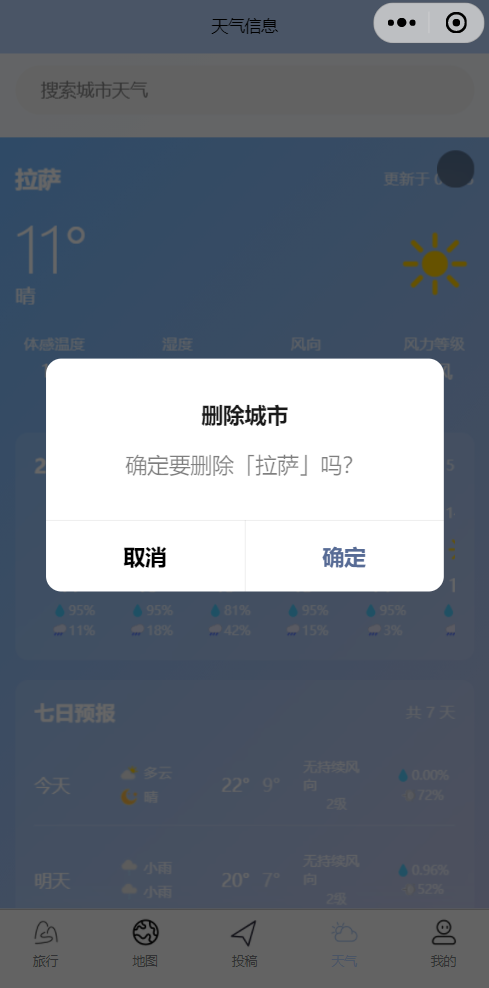 天气信息
搜索城市天气
拉萨
更新于
11°
晴
体感温度 湿度 风向 风力等级
删除城市
确定要删除「拉萨」吗?
取消 确定
95% 95% 81% 95% 95%
11% 18% 42% 15% 3%
七日预报 共 7 天
今天 多云 22° 9° 无持续风 0.00%
晴 向 72%
2级
明天 小雨 20° 7° 无持续风 0.96%
小雨 向 52%
2级
旅行 地图 投稿 天气 我的